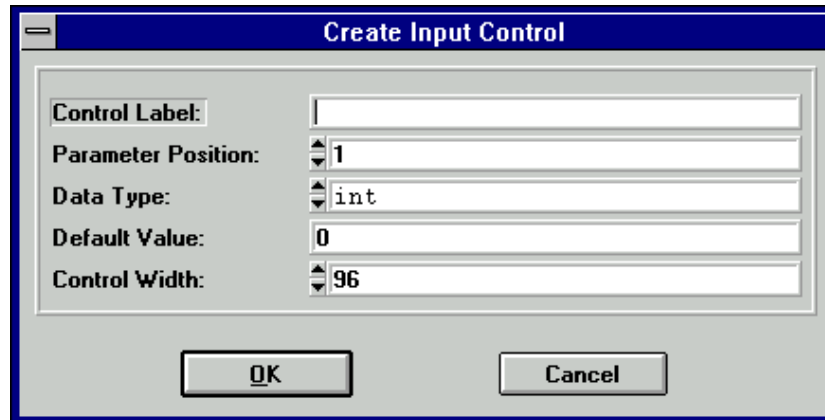 Create Input Control
Control Label:
Parameter Position: 1
Data Type: int
Default Value: 0
Control Width: 96
OK Cancel